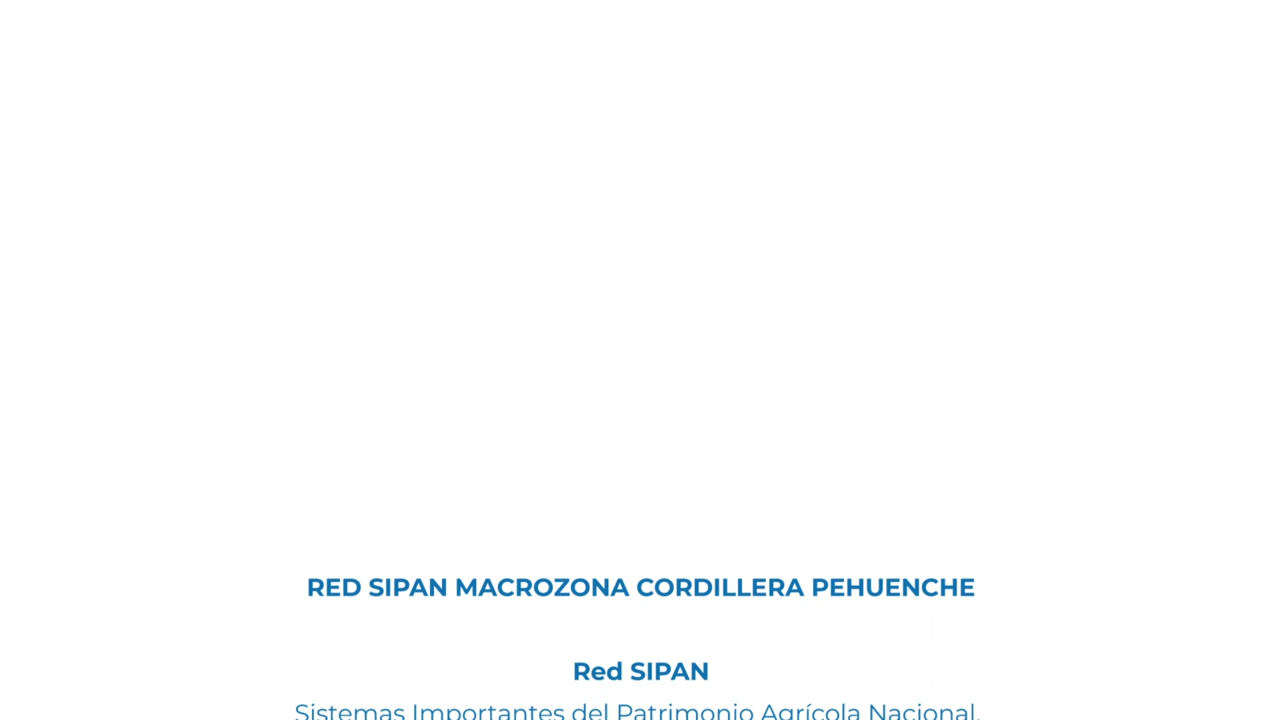 RED SIPAN MACROZONA CORDILLERA PEHUENCHE
Red SIPAN
Sistemas Importantes del Patrimonio Agrícola Nacional.